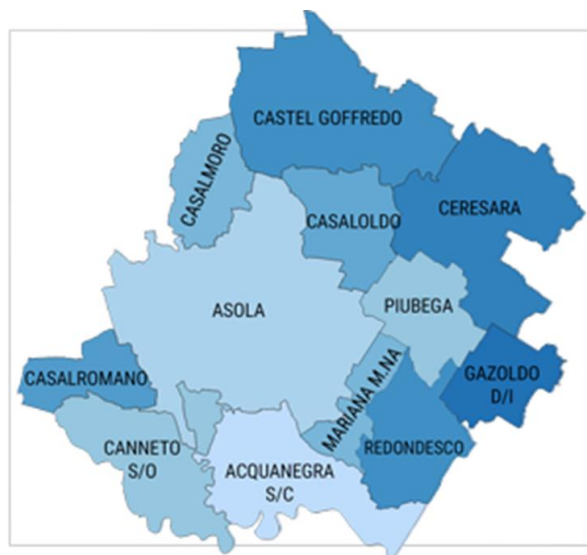 CASTEL GOFFREDO
CASALMORO
CASALOLDO
CERESARA
ASOLA
PIUBEGA
MARIANA M.NA
GAZOLDO
D/I
CASALROMANO
REDONDESCO
CANNETO
S/O
ACQUANEGRA
S/C